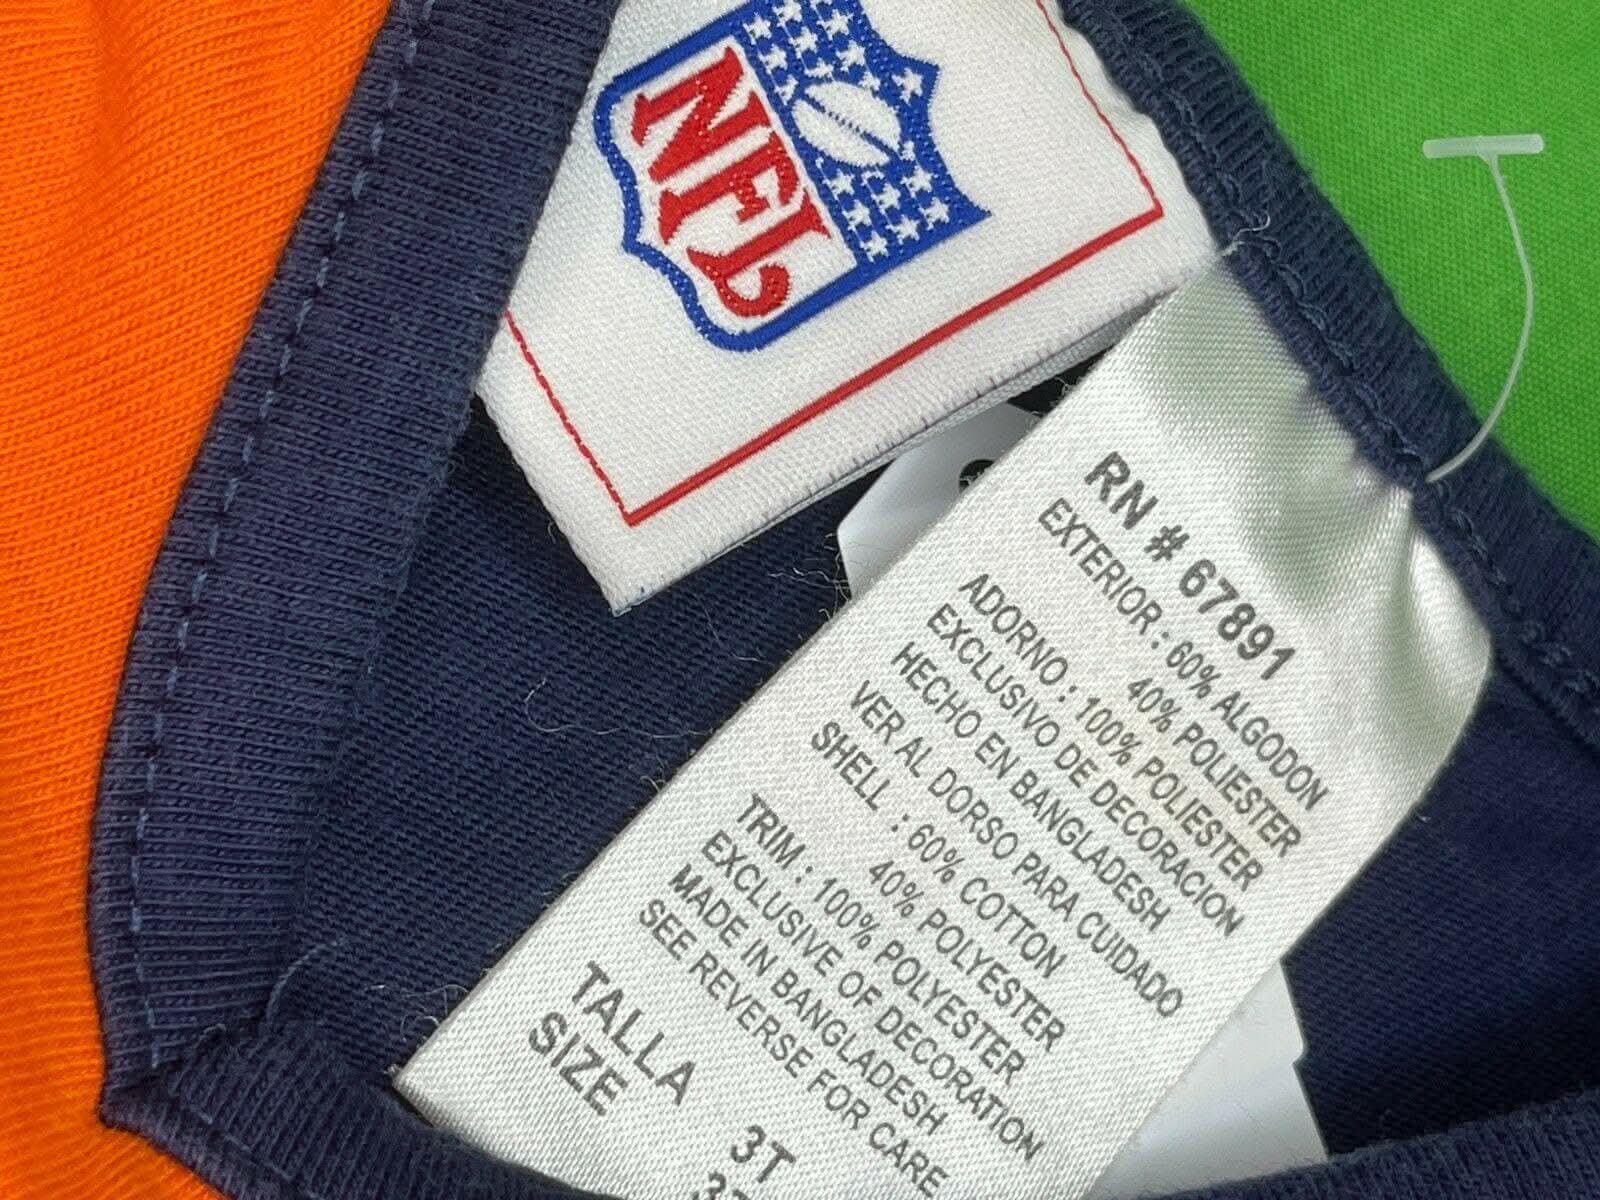 NFL
RN # 67891
EXTERIOR : 60% ALGODON
40% POLIESTER
ADORNO : 100% POLIESTER
EXCLUSIVO DE DECORACION
HECHO EN BANGLADESH
VER AL DORSO PARA CUIDADO
SHELL : 60% COTTON
40% POLYESTER
TRIM : 100% POLYESTER
EXCLUSIVE OF DECORATION
MADE IN BANGLADESH
SEE REVERSE FOR CARE
TALLA 3T
SIZE